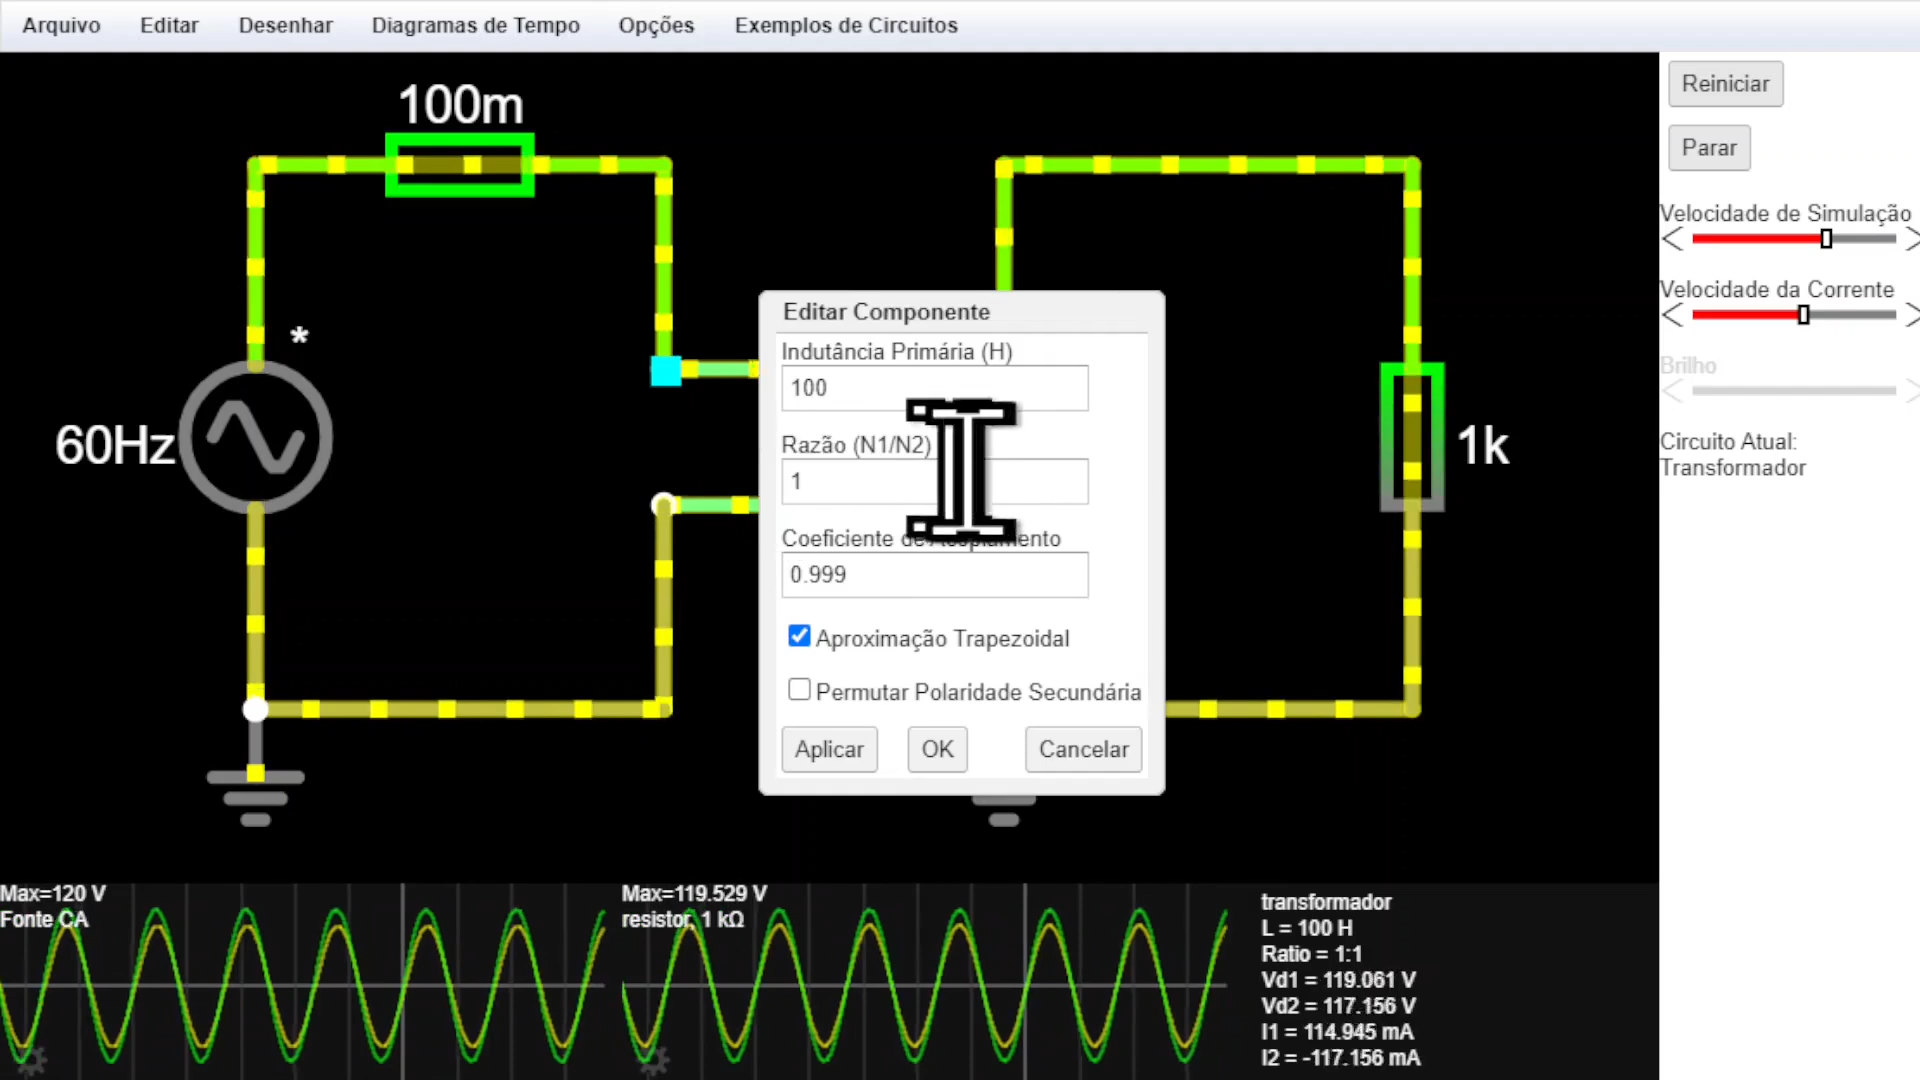 Arquivo Editar Desenhar Diagramas de Tempo Opções Exemplos de Circuitos
100m
*
60Hz
1k
Editar Componente
Indutância Primária (H)
100
Razão (N1/N2)
1
Coeficiente de Acoplamento
0.999
Aproximação Trapezoidal
Permutar Polaridade Secundária
Aplicar OK Cancelar
Reiniciar
Parar
Velocidade de Simulação
Velocidade da Corrente
Brilho
Circuito Atual:
Transformador
Max=120 V
Fonte CA
Max=119.529 V
resistor, 1 kΩ
transformador
L = 100 H
Ratio = 1:1
Vd1 = 119.061 V
Vd2 = 117.156 V
I1 = 114.945 mA
I2 = -117.156 mA